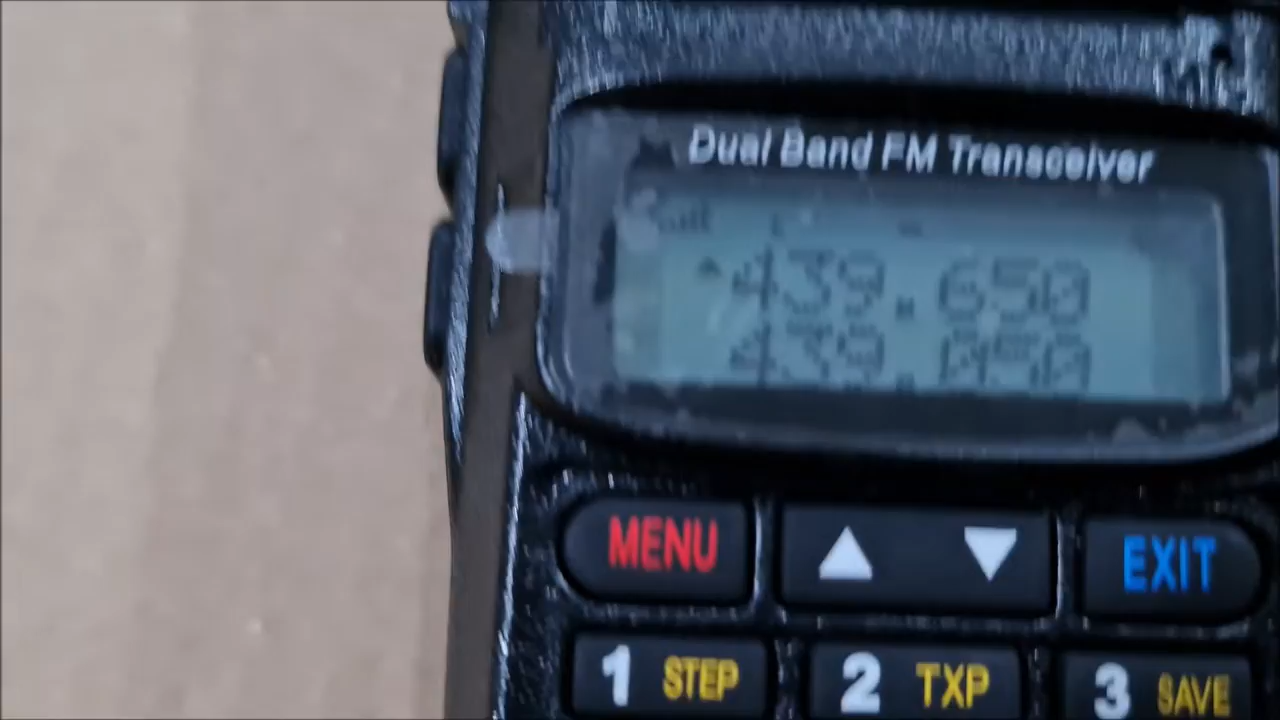 Dual Band FM Transceiver
439.650
MENU ▲ ▼ EXIT
1 STEP 2 TXP 3 SAVE